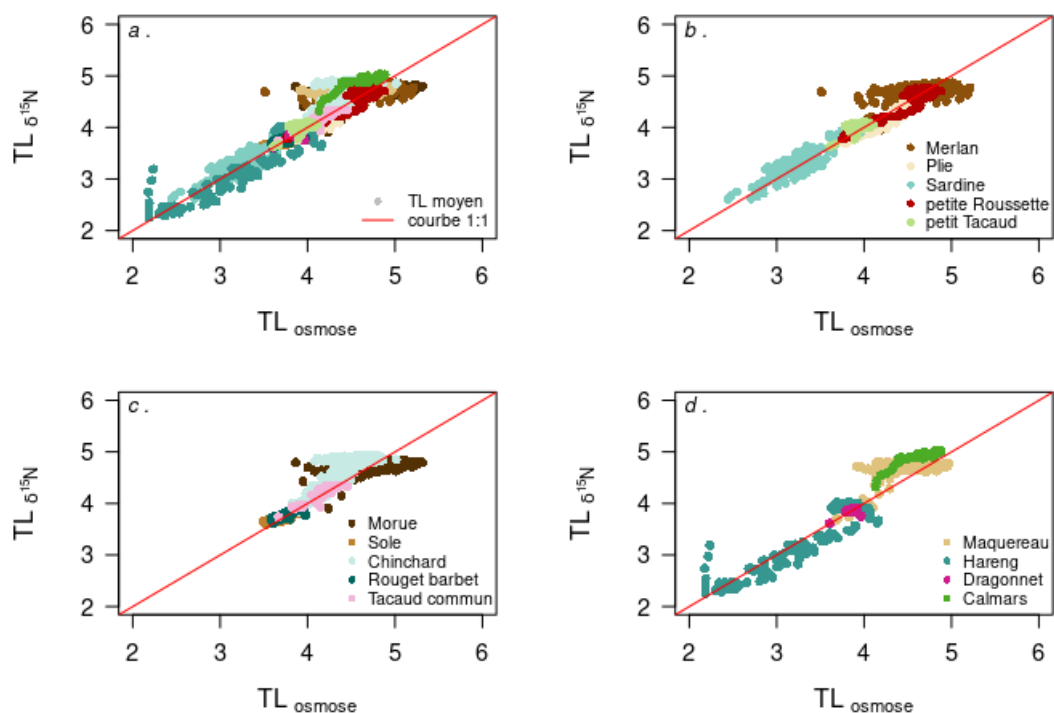 a .
6
5
4
3
2
TL δ¹⁵N
TL moyen
courbe 1:1
2 3 4 5 6
TL osmose
b .
6
5
4
3
2
TL δ¹⁵N
Merlan
Plie
Sardine
petite Roussette
petit Tacaud
2 3 4 5 6
TL osmose
c .
6
5
4
3
2
TL δ¹⁵N
Morue
Sole
Chinchard
Rouget barbet
Tacaud commun
2 3 4 5 6
TL osmose
d .
6
5
4
3
2
TL δ¹⁵N
Maquereau
Hareng
Dragonnet
Calmars
2 3 4 5 6
TL osmose